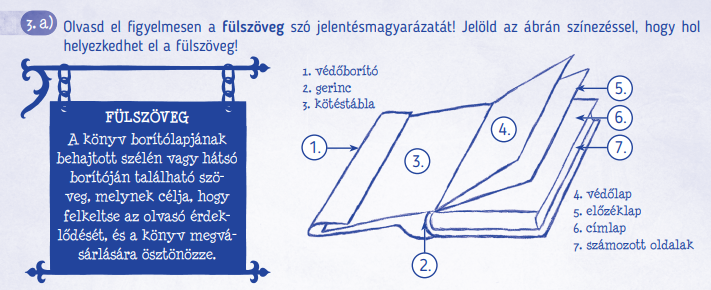 3. a) Olvasd el figyelmesen a fülszöveg szó jelentésmagyarázatát! Jelöld az ábrán színezéssel, hogy hol
helyezkedhet el a fülszöveg!
FÜLSZÖVEG
A könyv borítólapjának
behajtott szélén vagy hátsó
borítóján található szö-
veg, melynek célja, hogy
felkeltse az olvasó érdek-
lődését, és a könyv megvá-
sárlására ösztönözze.
1. védőborító
2. gerinc
3. kötéstábla
1.
2.
3.
4.
5.
6.
7.
4. védőlap
5. előzéklap
6. címlap
7. számozott oldalak